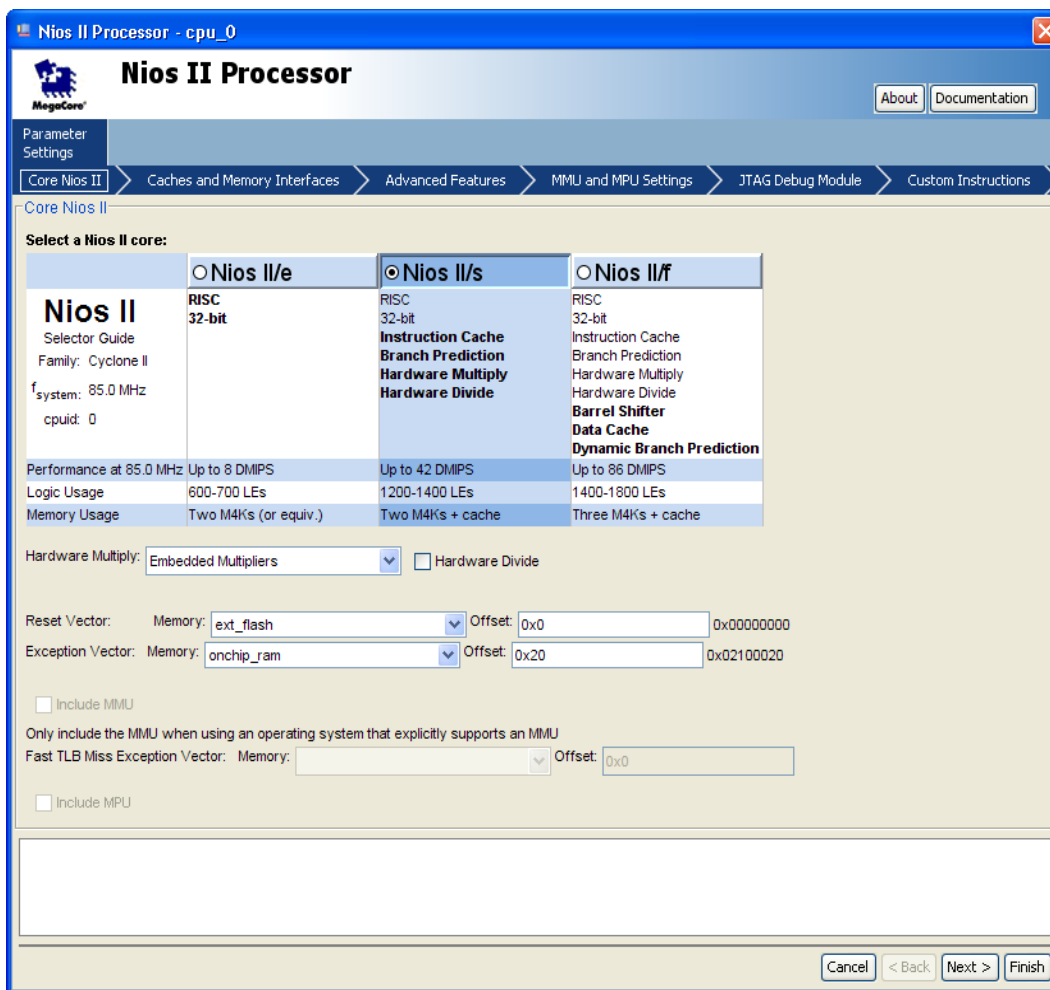 Nios II Processor - cpu_0
MegaCore®
Nios II Processor
About
Documentation
Parameter
Settings
Core Nios II
Caches and Memory Interfaces
Advanced Features
MMU and MPU Settings
JTAG Debug Module
Custom Instructions
Core Nios II
Select a Nios II core:
Nios II/e
Nios II/s
Nios II/f
Nios II
Selector Guide
Family: Cyclone II
fsystem: 85.0 MHz
cpuid: 0
RISC
32-bit
RISC
32-bit
Instruction Cache
Branch Prediction
Hardware Multiply
Hardware Divide
RISC
32-bit
Instruction Cache
Branch Prediction
Hardware Multiply
Hardware Divide
Barrel Shifter
Data Cache
Dynamic Branch Prediction
Performance at 85.0 MHz Up to 8 DMIPS Up to 42 DMIPS Up to 86 DMIPS
Logic Usage 600-700 LEs 1200-1400 LEs 1400-1800 LEs
Memory Usage Two M4Ks (or equiv.) Two M4Ks + cache Three M4Ks + cache
Hardware Multiply: Embedded Multipliers Hardware Divide
Reset Vector: Memory: ext_flash Offset: 0x0 0x00000000
Exception Vector: Memory: onchip_ram Offset: 0x20 0x02100020
Include MMU
Only include the MMU when using an operating system that explicitly supports an MMU
Fast TLB Miss Exception Vector: Memory: Offset: 0x0
Include MPU
Cancel < Back Next > Finish